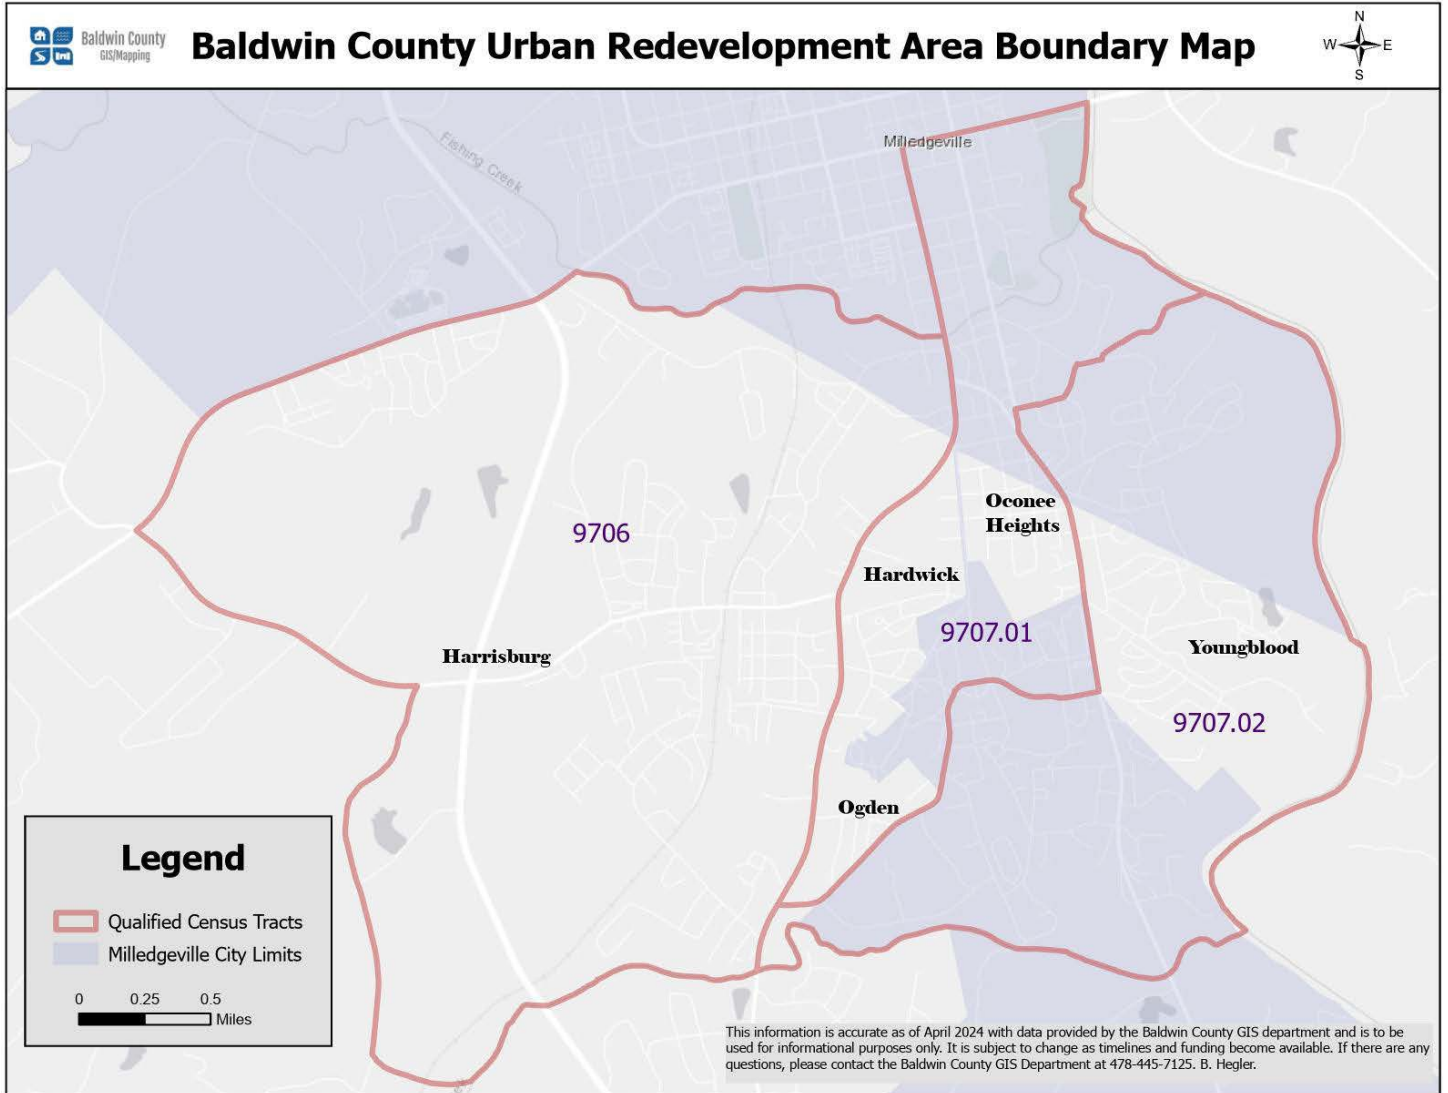 Baldwin County
GIS/Mapping
Baldwin County Urban Redevelopment Area Boundary Map
N
W E
S
Milledgeville
Fishing Creek
Oconee
Heights
9706
Hardwick
9707.01
Harrisburg
Youngblood
9707.02
Ogden
Legend
Qualified Census Tracts
Milledgeville City Limits
0 0.25 0.5
Miles
This information is accurate as of April 2024 with data provided by the Baldwin County GIS department and is to be
used for informational purposes only. It is subject to change as timelines and funding become available. If there are any
questions, please contact the Baldwin County GIS Department at 478-445-7125. B. Hegler.